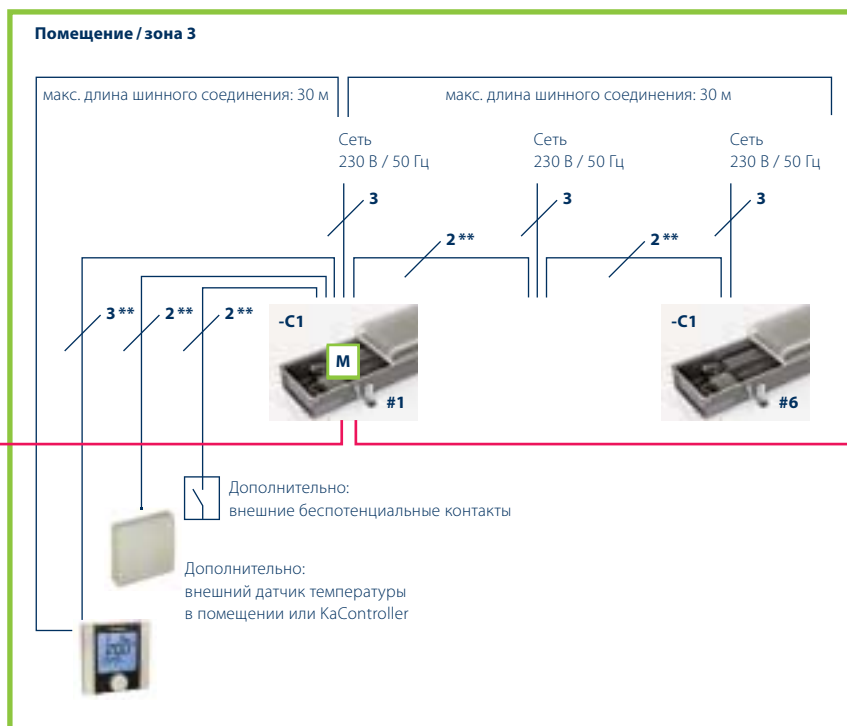 Помещение / зона 3
макс. длина шинного соединения: 30 м
макс. длина шинного соединения: 30 м
Сеть
230 В / 50 Гц
Сеть
230 В / 50 Гц
Сеть
230 В / 50 Гц
3
3
3
2 **
2 **
3 **
2 **
2 **
-C1
M
#1
-C1
#6
Дополнительно:
внешние беспотенциальные контакты
Дополнительно:
внешний датчик температуры
в помещении или KaController